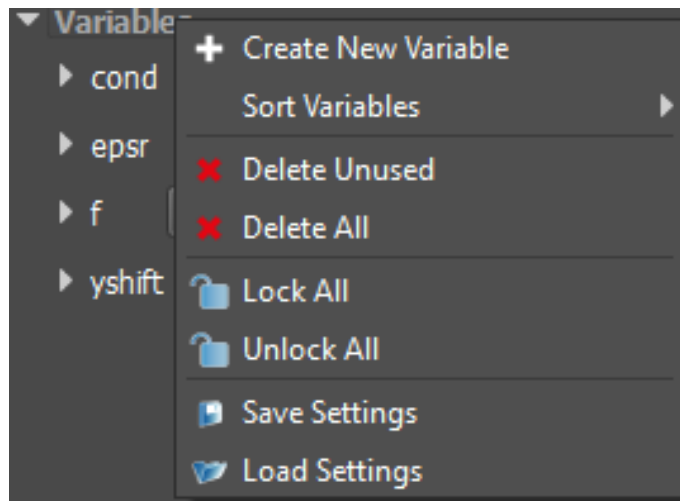 Variables
cond
epsr
f
yshift
Create New Variable
Sort Variables
Delete Unused
Delete All
Lock All
Unlock All
Save Settings
Load Settings